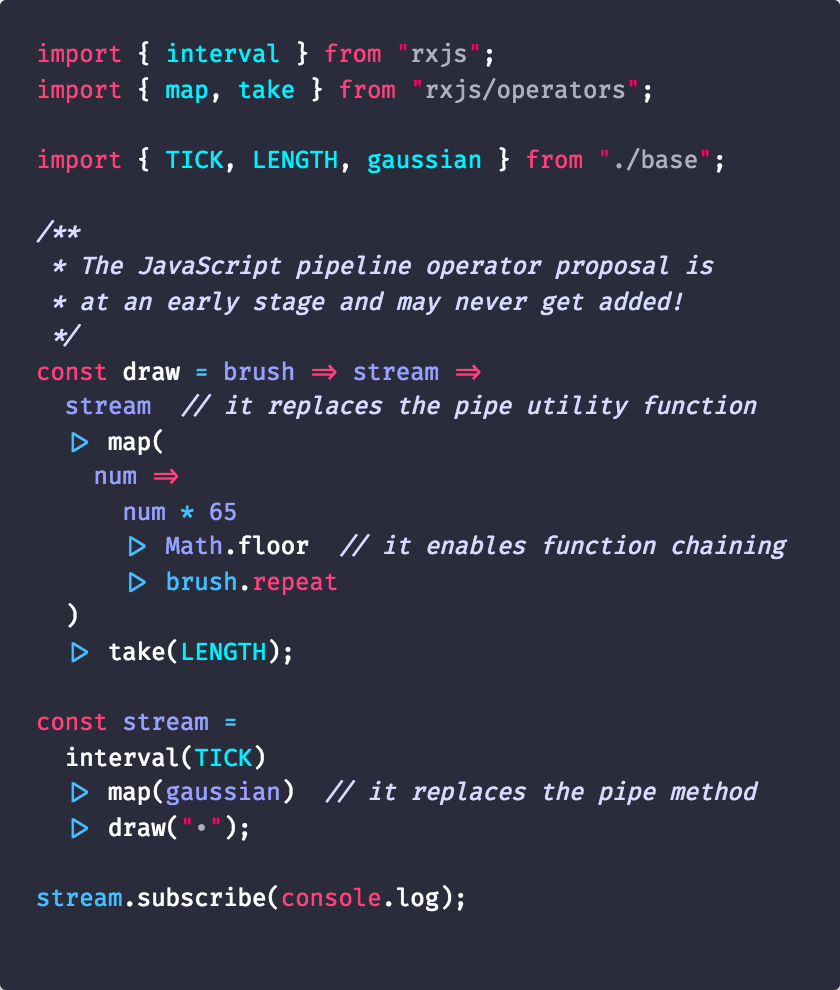 import { interval } from "rxjs";
import { map, take } from "rxjs/operators";

import { TICK, LENGTH, gaussian } from "./base";

/**
 * The JavaScript pipeline operator proposal is
 * at an early stage and may never get added!
 */
const draw = brush => stream =>
  stream  // it replaces the pipe utility function
  |> map(
    num =>
      num * 65
      |> Math.floor  // it enables function chaining
      |> brush.repeat
  )
  |> take(LENGTH);

const stream =
  interval(TICK)
  |> map(gaussian)  // it replaces the pipe method
  |> draw("•");

stream.subscribe(console.log);